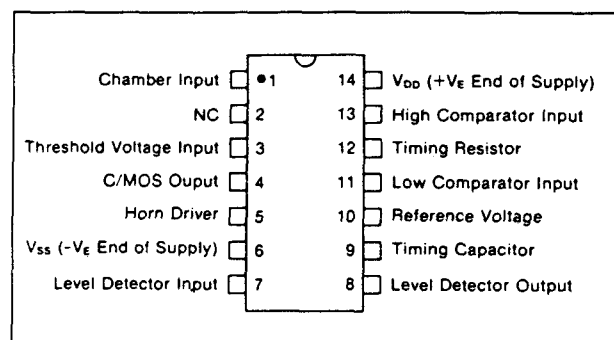 Chamber Input 1 14 VDD (+VE End of Supply)
NC 2 13 High Comparator Input
Threshold Voltage Input 3 12 Timing Resistor
C/MOS Ouput 4 11 Low Comparator Input
Horn Driver 5 10 Reference Voltage
VSS (-VE End of Supply) 6 9 Timing Capacitor
Level Detector Input 7 8 Level Detector Output